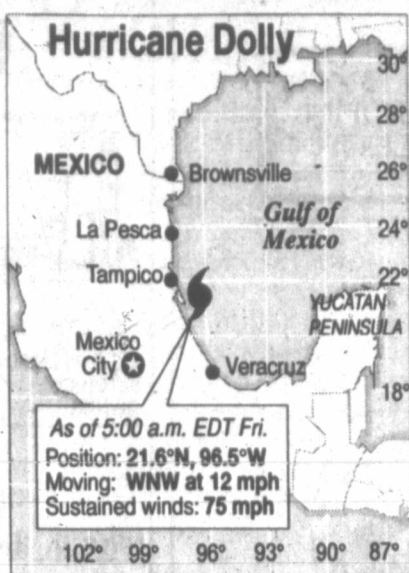 Hurricane Dolly
30°
28°
MEXICO
Brownsville
26°
Gulf of
Mexico
La Pesca
24°
Tampico
22°
YUCATAN
PENINSULA
Mexico
City
Veracruz
18°
As of 5:00 a.m. EDT Fri.
Position: 21.6°N, 96.5°W
Moving: WNW at 12 mph
Sustained winds: 75 mph
102° 99° 96° 93° 90° 87°